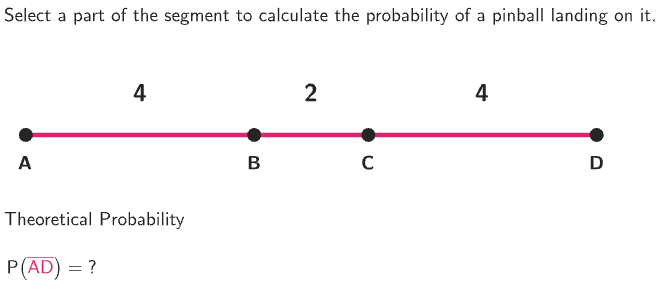 Select a part of the segment to calculate the probability of a pinball landing on it.
4 2 4
A B C D
Theoretical Probability
P(A̅D̅) = ?